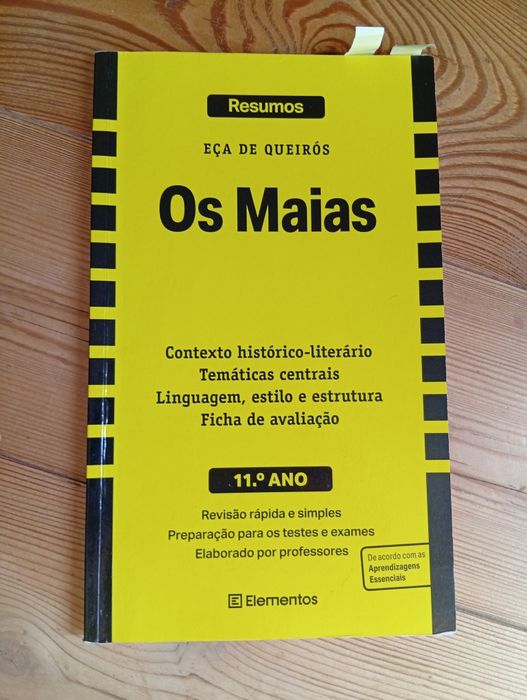 Resumos
EÇA DE QUEIRÓS
Os Maias
Contexto histórico-literário
Temáticas centrais
Linguagem, estilo e estrutura
Ficha de avaliação
11.º ANO
Revisão rápida e simples
Preparação para os testes e exames
Elaborado por professores
De acordo com as
Aprendizagens
Essenciais
Elementos